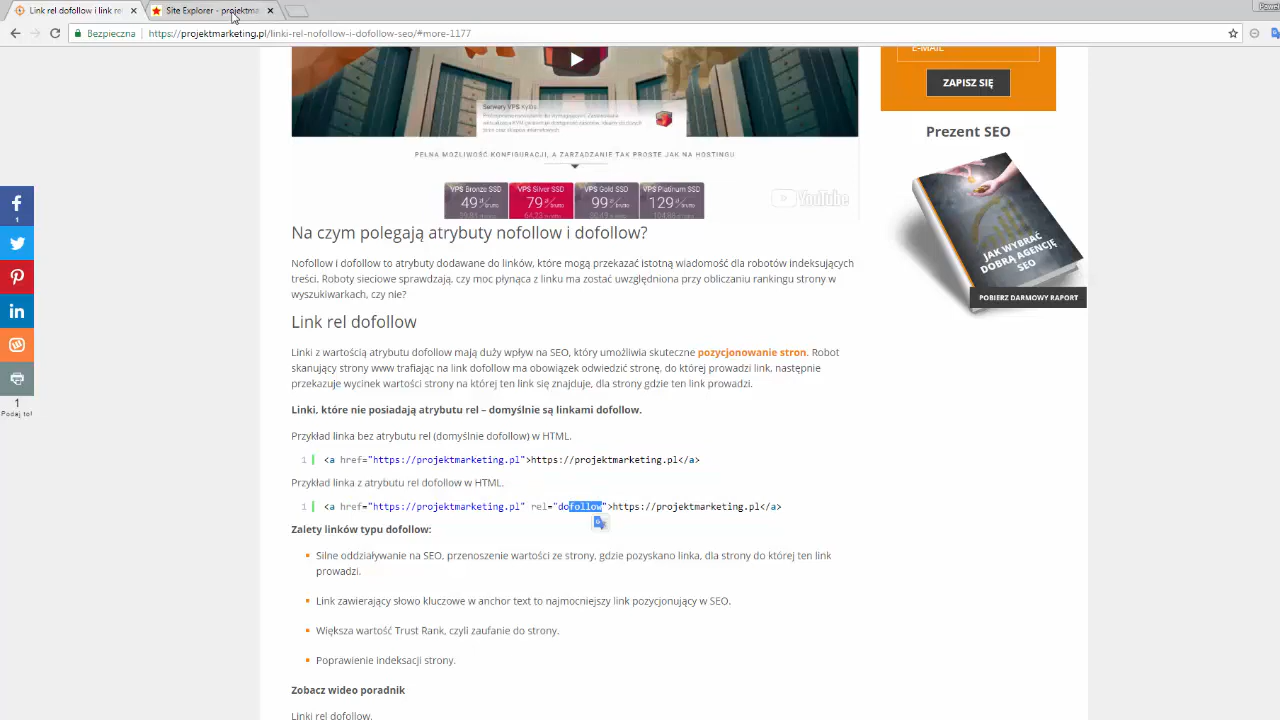 Link rel dofollow i link re
Site Explorer - projektma
Bezpieczna
https://projektmarketing.pl/linki-rel-nofollow-i-dofollow-seo/#more-1177
E-MAIL
ZAPISZ SIĘ
Prezent SEO
JAK WYBRAĆ
DOBRĄ AGENCJĘ
SEO
POBIERZ DARMOWY RAPORT
1
1
Podaj to!
Serwery VPS
PEŁNA MOŻLIWOŚĆ KONFIGURACJI, A ZARZĄDZANIE TAK PROSTE JAK NA HOSTINGU
VPS Bronze SSD VPS Silver SSD VPS Gold SSD VPS Platinum SSD
49 zł 79 zł 99 zł 129 zł
YouTube
Na czym polegają atrybuty nofollow i dofollow?
Nofollow i dofollow to atrybuty dodawane do linków, które mogą przekazać istotną wiadomość dla robotów indeksujących
treści. Roboty sieciowe sprawdzają, czy moc płynąca z linku ma zostać uwzględniona przy obliczaniu rankingu strony w
wyszukiwarkach, czy nie?
Link rel dofollow
Linki z wartością atrybutu dofollow mają duży wpływ na SEO, który umożliwia skuteczne pozycjonowanie stron. Robot
skanujący strony www trafiając na link dofollow ma obowiązek odwiedzić stronę, do której prowadzi link, następnie
przekazuje wycinek wartości strony na której ten link się znajduje, dla strony gdzie ten link prowadzi.
Linki, które nie posiadają atrybutu rel – domyślnie są linkami dofollow.
Przykład linka bez atrybutu rel (domyślnie dofollow) w HTML.
1 <a href="https://projektmarketing.pl">https://projektmarketing.pl</a>
Przykład linka z atrybutu rel dofollow w HTML.
1 <a href="https://projektmarketing.pl" rel="dofollow">https://projektmarketing.pl</a>
Zalety linków typu dofollow:
Silne oddziaływanie na SEO, przenoszenie wartości ze strony, gdzie pozyskano linka, dla strony do której ten link
prowadzi.
Link zawierający słowo kluczowe w anchor text to najmocniejszy link pozycjonujący w SEO.
Większa wartość Trust Rank, czyli zaufanie do strony.
Poprawienie indeksacji strony.
Zobacz wideo poradnik
Linki rel dofollow.